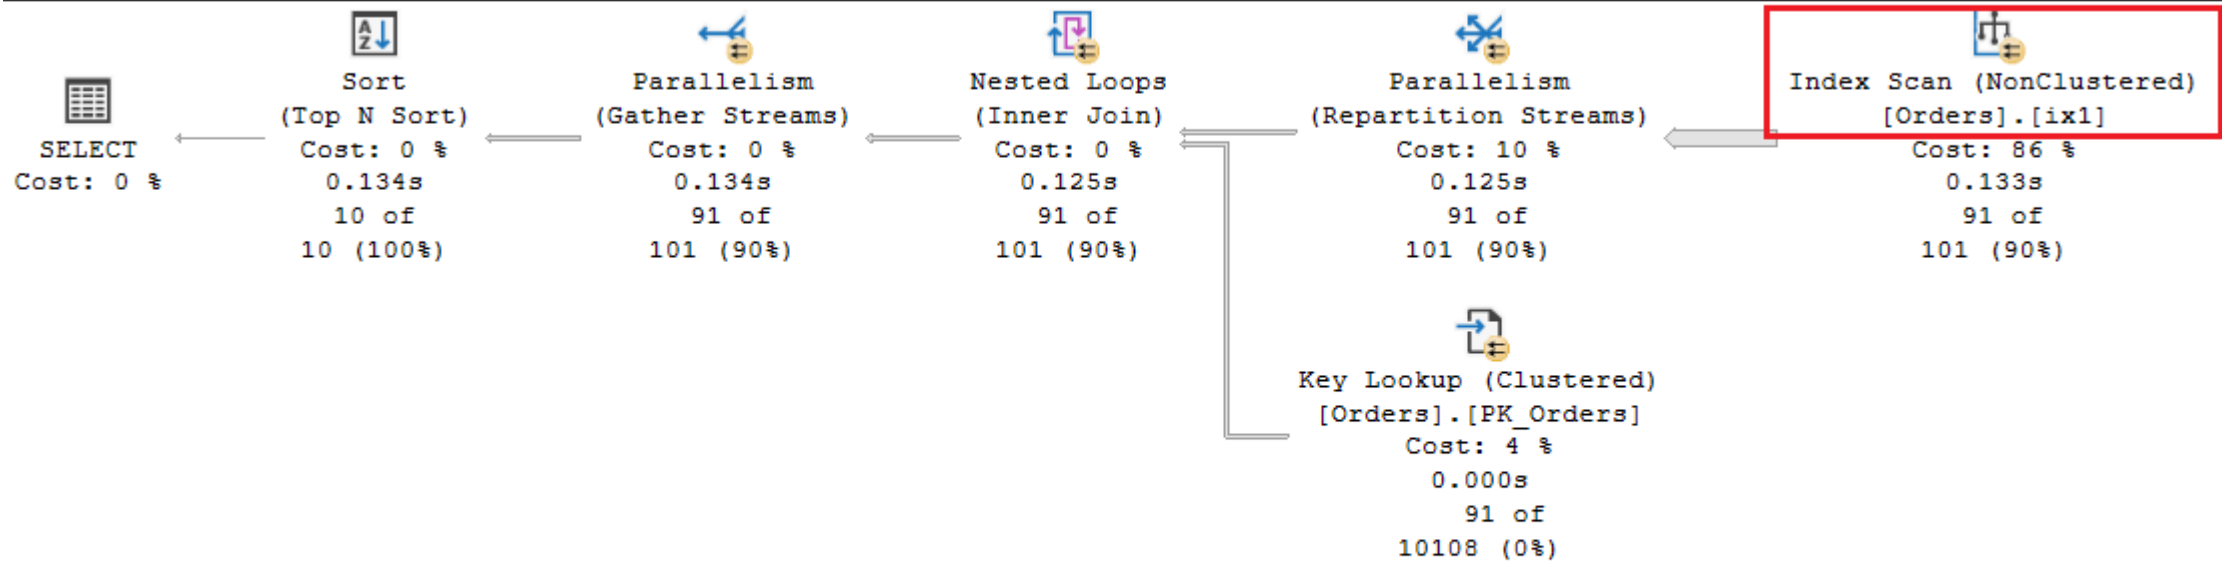 SELECT
Cost: 0 %
Sort
(Top N Sort)
Cost: 0 %
0.134s
10 of
10 (100%)
Parallelism
(Gather Streams)
Cost: 0 %
0.134s
91 of
101 (90%)
Nested Loops
(Inner Join)
Cost: 0 %
0.125s
91 of
101 (90%)
Parallelism
(Repartition Streams)
Cost: 10 %
0.125s
91 of
101 (90%)
Index Scan (NonClustered)
[Orders].[ix1]
Cost: 86 %
0.133s
91 of
101 (90%)
Key Lookup (Clustered)
[Orders].[PK_Orders]
Cost: 4 %
0.000s
91 of
10108 (0%)